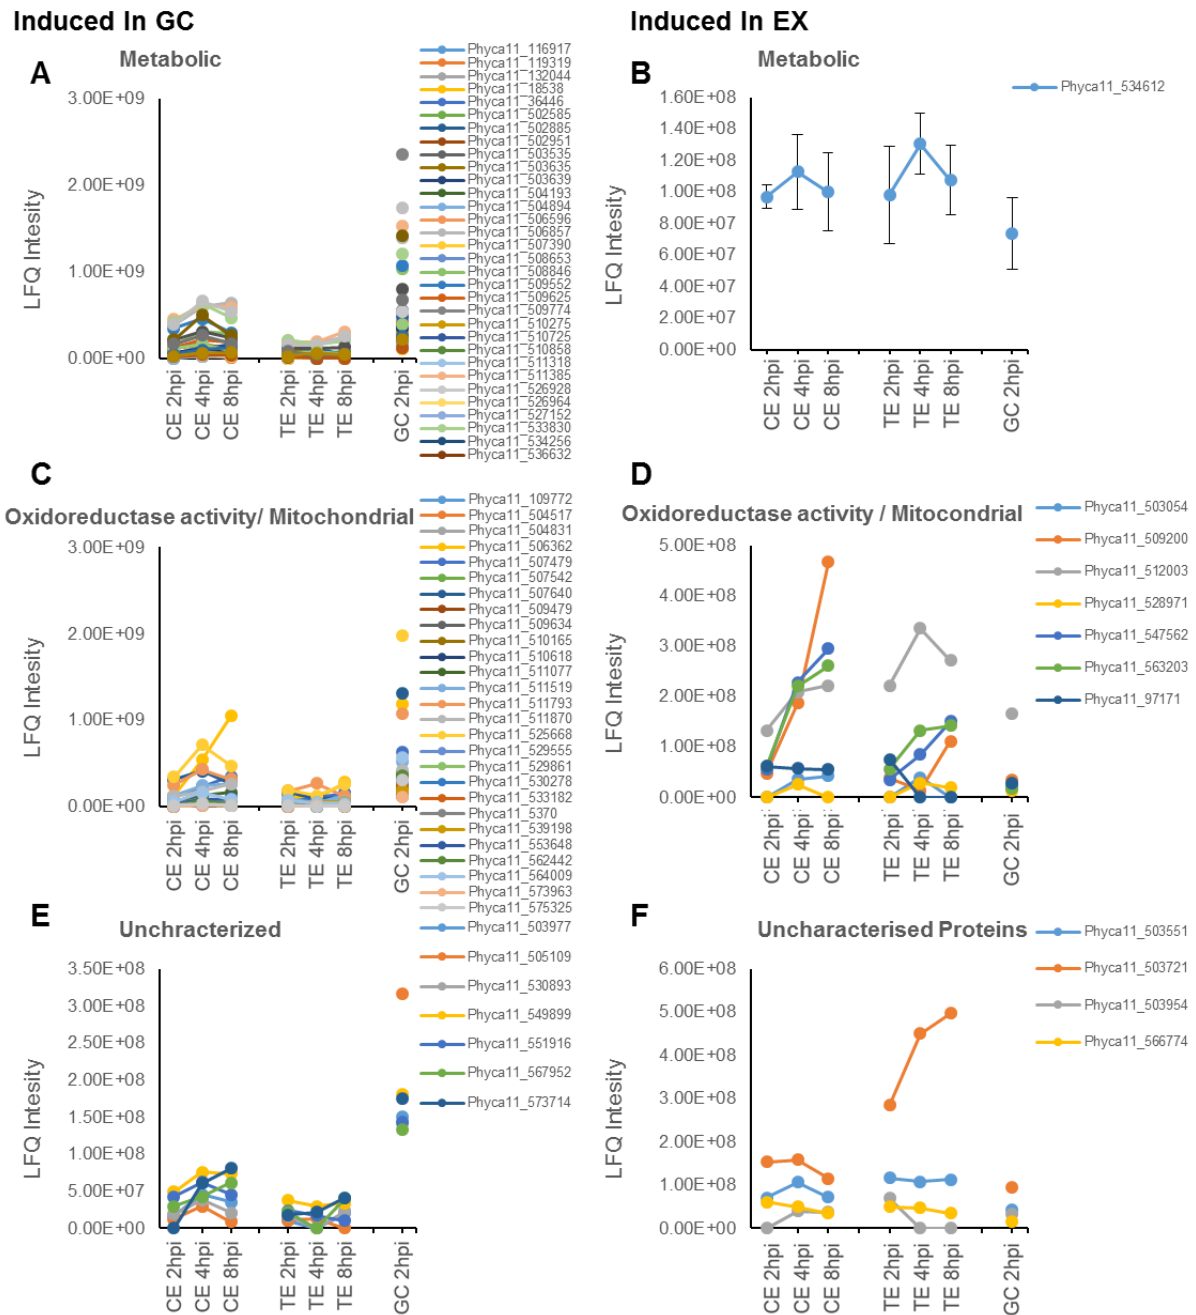 Induced In GC
Induced In EX
A
Metabolic
3.00E+09
2.00E+09
1.00E+09
0.00E+00
LFQ Intesity
CE 2hpi
CE 4hpi
CE 8hpi
TE 2hpi
TE 4hpi
TE 8hpi
GC 2hpi
Phyca11_116917
Phyca11_119319
Phyca11_132044
Phyca11_18538
Phyca11_36446
Phyca11_502585
Phyca11_502885
Phyca11_502951
Phyca11_503535
Phyca11_503635
Phyca11_503639
Phyca11_504193
Phyca11_504894
Phyca11_506596
Phyca11_506857
Phyca11_507390
Phyca11_508653
Phyca11_508846
Phyca11_509552
Phyca11_509625
Phyca11_509774
Phyca11_510275
Phyca11_510725
Phyca11_510858
Phyca11_511318
Phyca11_511385
Phyca11_526928
Phyca11_526964
Phyca11_527152
Phyca11_533830
Phyca11_534256
Phyca11_536632
B
Metabolic
1.60E+08
1.40E+08
1.20E+08
1.00E+08
8.00E+07
6.00E+07
4.00E+07
2.00E+07
0.00E+00
LFQ Intesity
CE 2hpi
CE 4hpi
CE 8hpi
TE 2hpi
TE 4hpi
TE 8hpi
GC 2hpi
Phyca11_534612
C
Oxidoreductase activity/ Mitochondrial
3.00E+09
2.00E+09
1.00E+09
0.00E+00
LFQ Intesity
CE 2hpi
CE 4hpi
CE 8hpi
TE 2hpi
TE 4hpi
TE 8hpi
GC 2hpi
Phyca11_109772
Phyca11_504517
Phyca11_504831
Phyca11_506362
Phyca11_507479
Phyca11_507542
Phyca11_507640
Phyca11_509479
Phyca11_509634
Phyca11_510165
Phyca11_510618
Phyca11_511077
Phyca11_511519
Phyca11_511793
Phyca11_511870
Phyca11_525668
Phyca11_529555
Phyca11_529861
Phyca11_530278
Phyca11_533182
Phyca11_5370
Phyca11_539198
Phyca11_553648
Phyca11_562442
Phyca11_564009
Phyca11_573963
Phyca11_575325
D
Oxidoreductase activity / Mitocondrial
5.00E+08
4.00E+08
3.00E+08
2.00E+08
1.00E+08
0.00E+00
LFQ Intesity
CE 2hpi
CE 4hpi
CE 8hpi
TE 2hpi
TE 4hpi
TE 8hpi
GC 2hpi
Phyca11_503054
Phyca11_509200
Phyca11_512003
Phyca11_528971
Phyca11_547562
Phyca11_563203
Phyca11_97171
E
Unchracterized
3.50E+08
3.00E+08
2.50E+08
2.00E+08
1.50E+08
1.00E+08
5.00E+07
0.00E+00
LFQ Intesity
CE 2hpi
CE 4hpi
CE 8hpi
TE 2hpi
TE 4hpi
TE 8hpi
GC 2hpi
Phyca11_503977
Phyca11_505109
Phyca11_530893
Phyca11_549899
Phyca11_551916
Phyca11_567952
Phyca11_573714
F
Uncharacterised Proteins
6.00E+08
5.00E+08
4.00E+08
3.00E+08
2.00E+08
1.00E+08
0.00E+00
LFQ Intesity
CE 2hpi
CE 4hpi
CE 8hpi
TE 2hpi
TE 4hpi
TE 8hpi
GC 2hpi
Phyca11_503551
Phyca11_503721
Phyca11_503954
Phyca11_566774